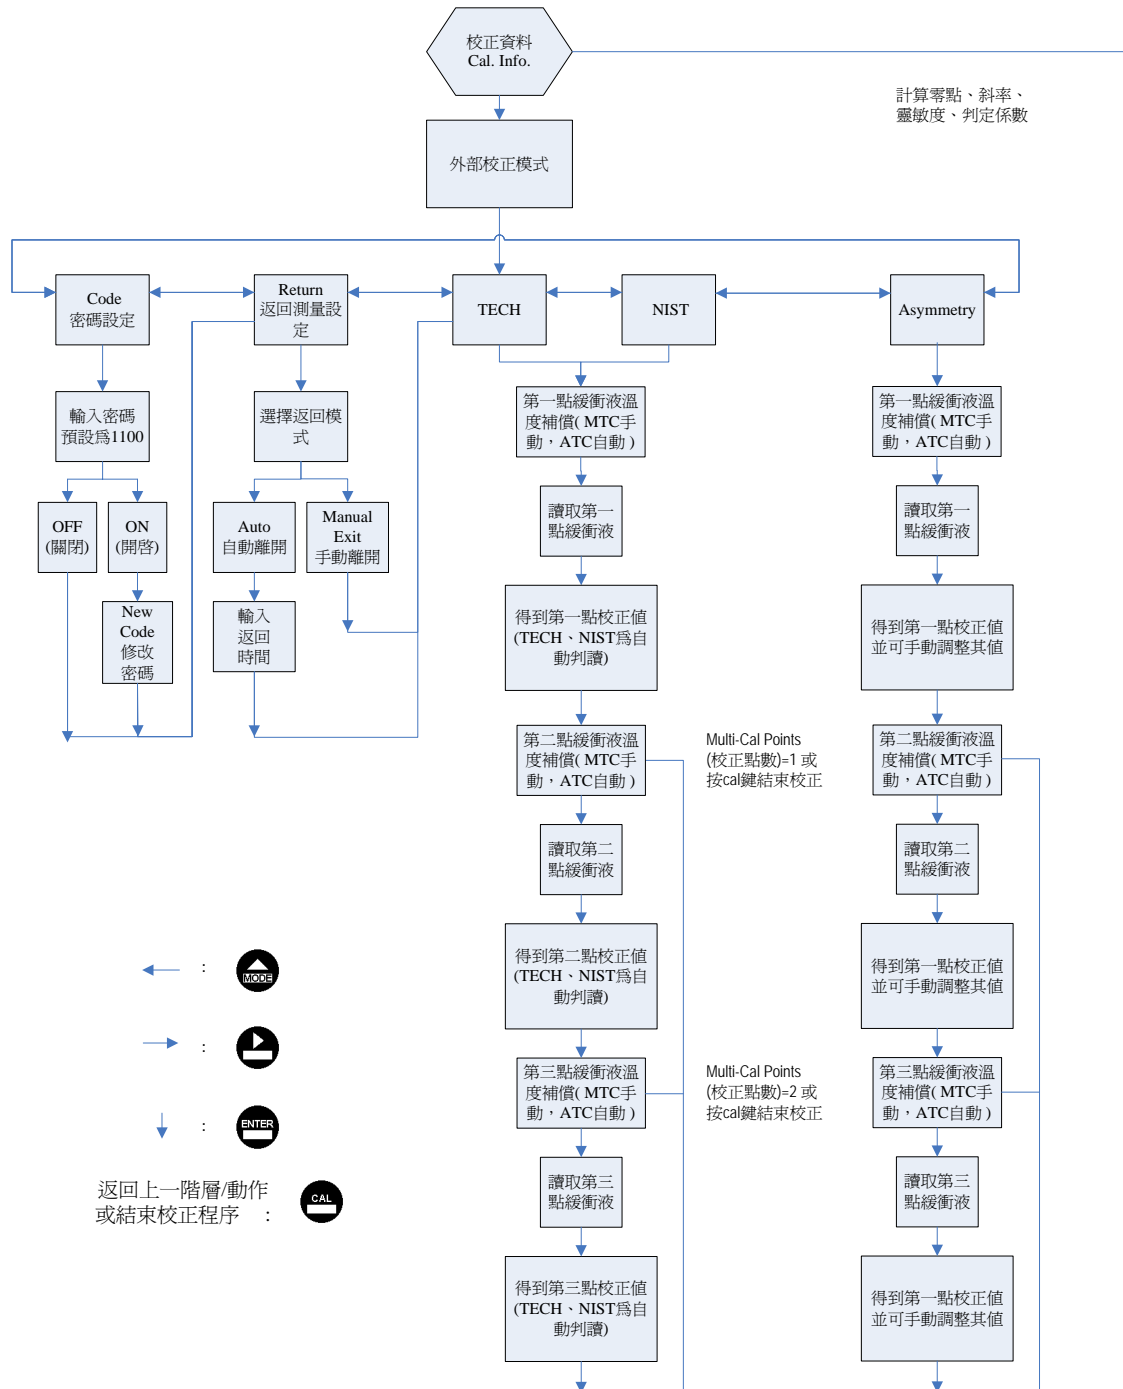 校正資料
Cal. Info.
計算零點、斜率、
靈敏度、判定係數
外部校正模式
Code
密碼設定
Return
返回測量設
定
TECH
NIST
Asymmetry
輸入密碼
預設爲1100
選擇返回模
式
第一點緩衝液溫
度補償( MTC手
動，ATC自動 )
第一點緩衝液溫
度補償( MTC手
動，ATC自動 )
OFF
(關閉)
ON
(開啓)
Auto
自動離開
Manual
Exit
手動離開
讀取第一
點緩衝液
讀取第一
點緩衝液
New
Code
修改
密碼
輸入
返回
時間
得到第一點校正值
(TECH、NIST爲自
動判讀)
得到第一點校正值
並可手動調整其值
第二點緩衝液溫
度補償( MTC手
動，ATC自動 )
Multi-Cal Points
(校正點數)=1 或
按cal鍵結束校正
第二點緩衝液溫
度補償( MTC手
動，ATC自動 )
讀取第二
點緩衝液
讀取第二
點緩衝液
得到第二點校正值
(TECH、NIST爲自
動判讀)
得到第一點校正值
並可手動調整其值
: MODE
:
: ENTER
第三點緩衝液溫
度補償( MTC手
動，ATC自動 )
Multi-Cal Points
(校正點數)=2 或
按cal鍵結束校正
第三點緩衝液溫
度補償( MTC手
動，ATC自動 )
返回上一階層/動作
或結束校正程序 : CAL
讀取第三
點緩衝液
讀取第三
點緩衝液
得到第三點校正值
(TECH、NIST爲自
動判讀)
得到第一點校正值
並可手動調整其值